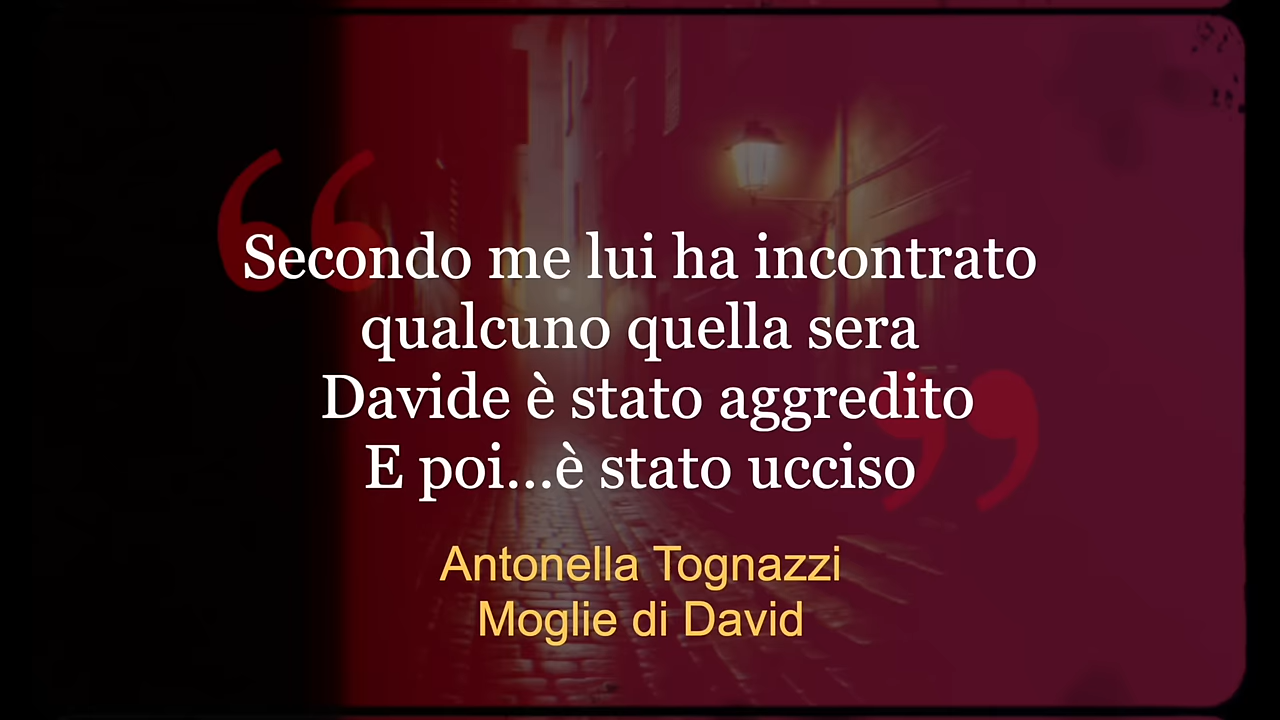 Secondo me lui ha incontrato
qualcuno quella sera
Davide è stato aggredito
E poi...è stato ucciso
Antonella Tognazzi
Moglie di David